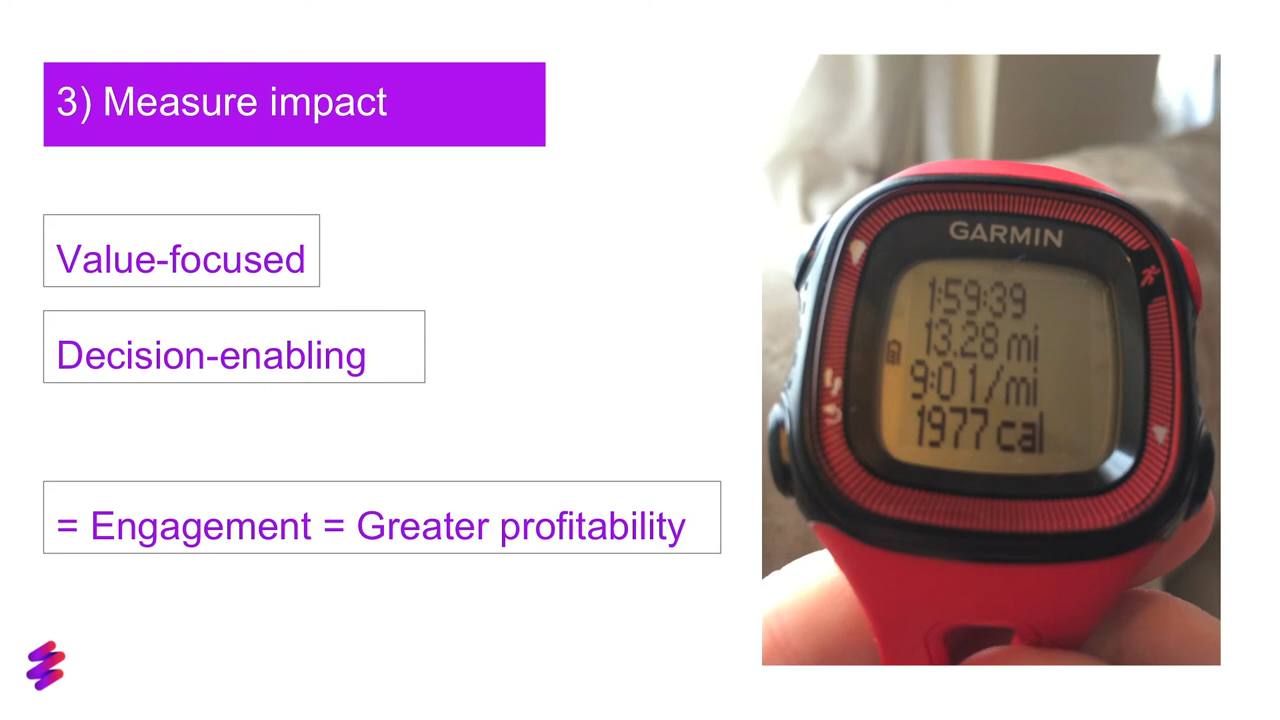 3) Measure impact
Value-focused
Decision-enabling
= Engagement = Greater profitability
GARMIN
1:59:39
13.28 mi
9:01/mi
1977 cal